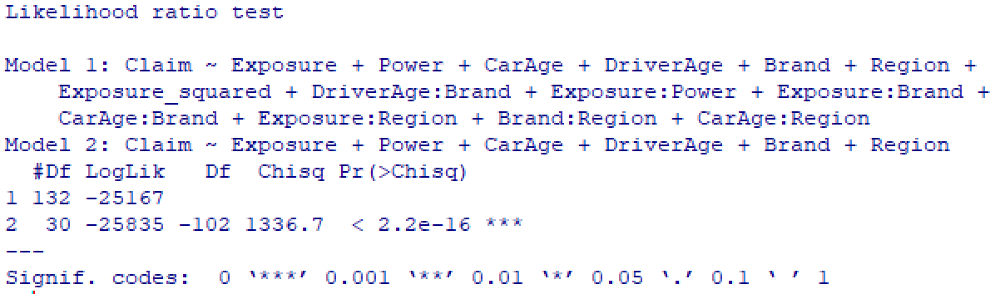 Likelihood ratio test
Model 1: Claim ~ Exposure + Power + CarAge + DriverAge + Brand + Region +
Exposure_squared + DriverAge:Brand + Exposure:Power + Exposure:Brand +
CarAge:Brand + Exposure:Region + Brand:Region + CarAge:Region
Model 2: Claim ~ Exposure + Power + CarAge + DriverAge + Brand + Region
#Df LogLik Df Chisq Pr(>Chisq)
1 132 -25167
2 30 -25835 -102 1336.7 < 2.2e-16 ***
---
Signif. codes: 0 ‘***’ 0.001 ‘**’ 0.01 ‘*’ 0.05 ‘.’ 0.1 ‘ ’ 1